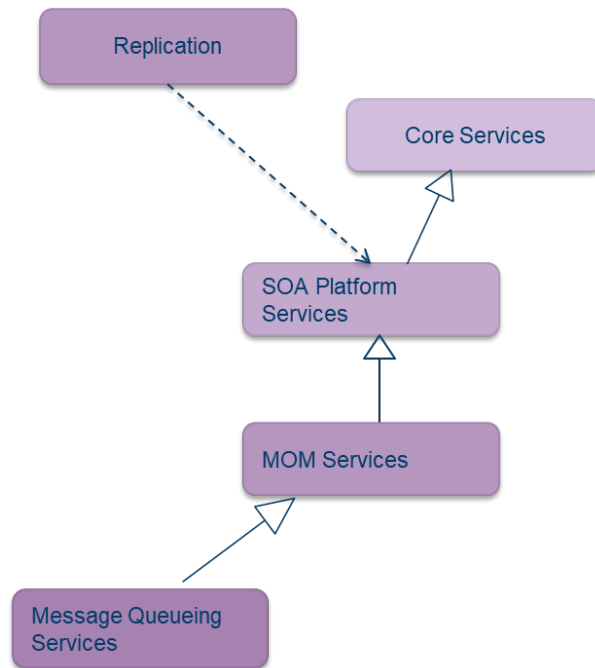 Replication
Core Services
SOA Platform
Services
MOM Services
Message Queueing
Services